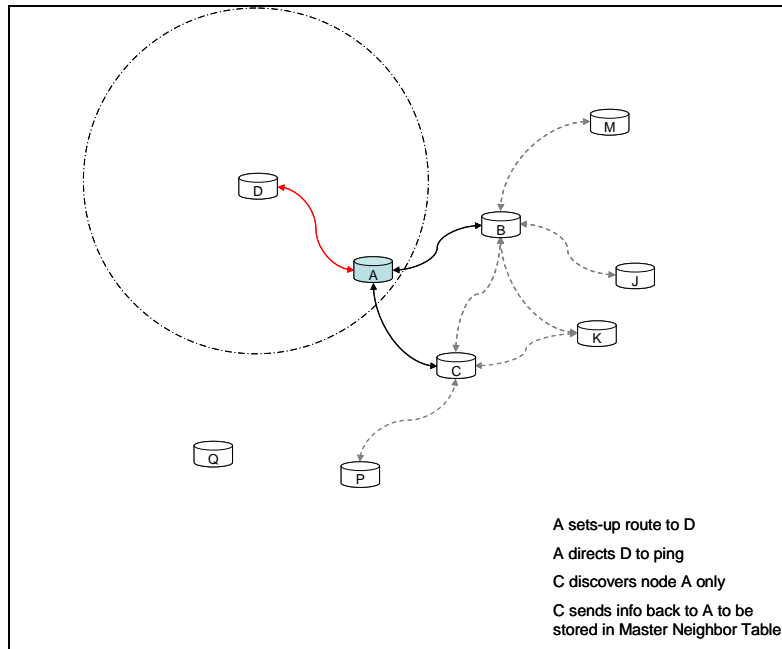 M
D
B
A
J
K
C
Q
P
A sets-up route to D
A directs D to ping
C discovers node A only
C sends info back to A to be
stored in Master Neighbor Table